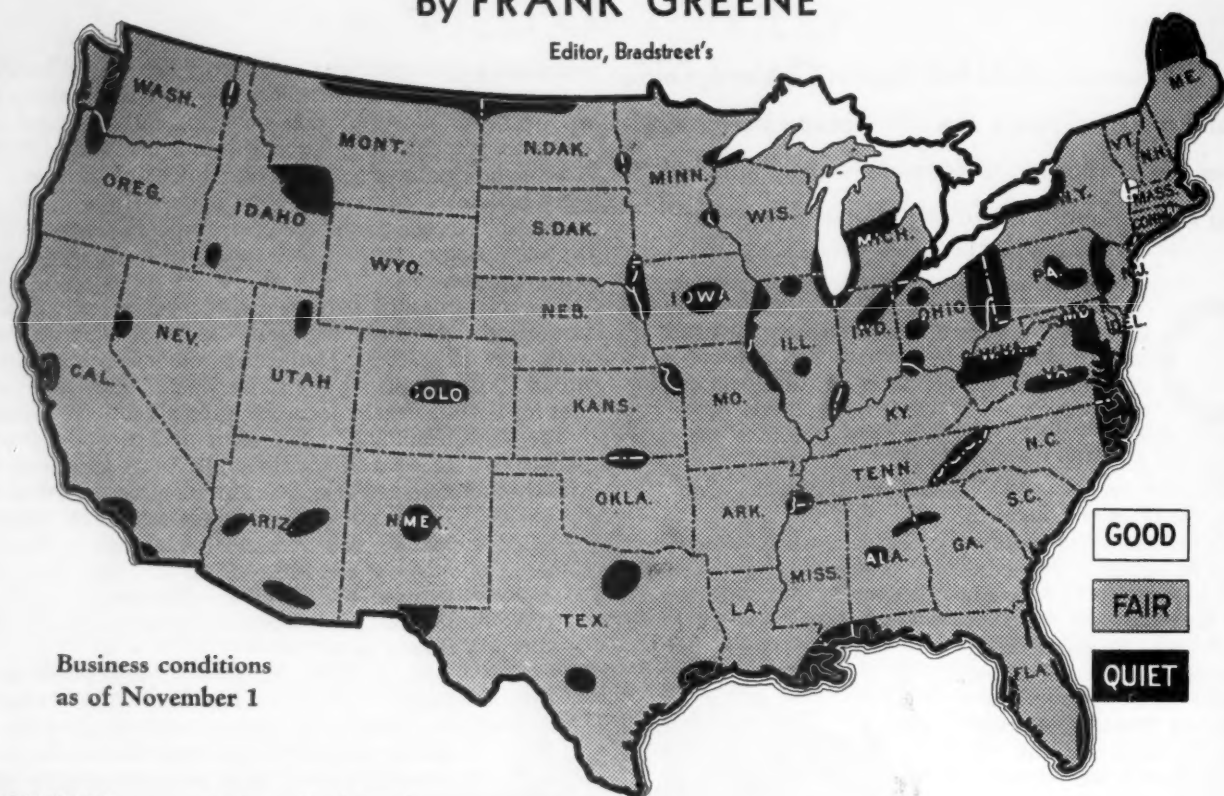 By FRANK GREENE
Editor, Bradstreet's
WASH.
MONT.
N.DAK.
MINN.
OREG.
IDAHO
S.DAK.
WIS.
MICH.
N.Y.
VT.
N.H.
ME.
MASS.
CONN.
WYO.
NEB.
IOWA
ILL.
IND.
OHIO
PA.
N.J.
MD.
DEL.
CAL.
NEV.
UTAH
COLO
KANS.
MO.
KY.
VA.
ARIZ
N.MEX.
OKLA.
ARK.
TENN.
N.C.
S.C.
TEX.
LA.
MISS.
ALA.
GA.
FLA.
GOOD
FAIR
QUIET
Business conditions
as of November 1